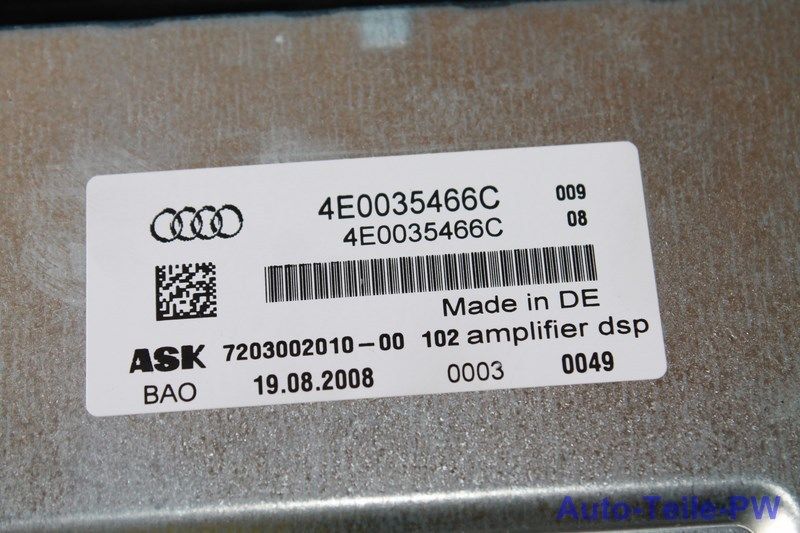 4E0035466C 009
4E0035466C 08
Made in DE
ASK 7203002010-00 102 amplifier dsp
BAO 19.08.2008 0003 0049
Auto-Teile-PW